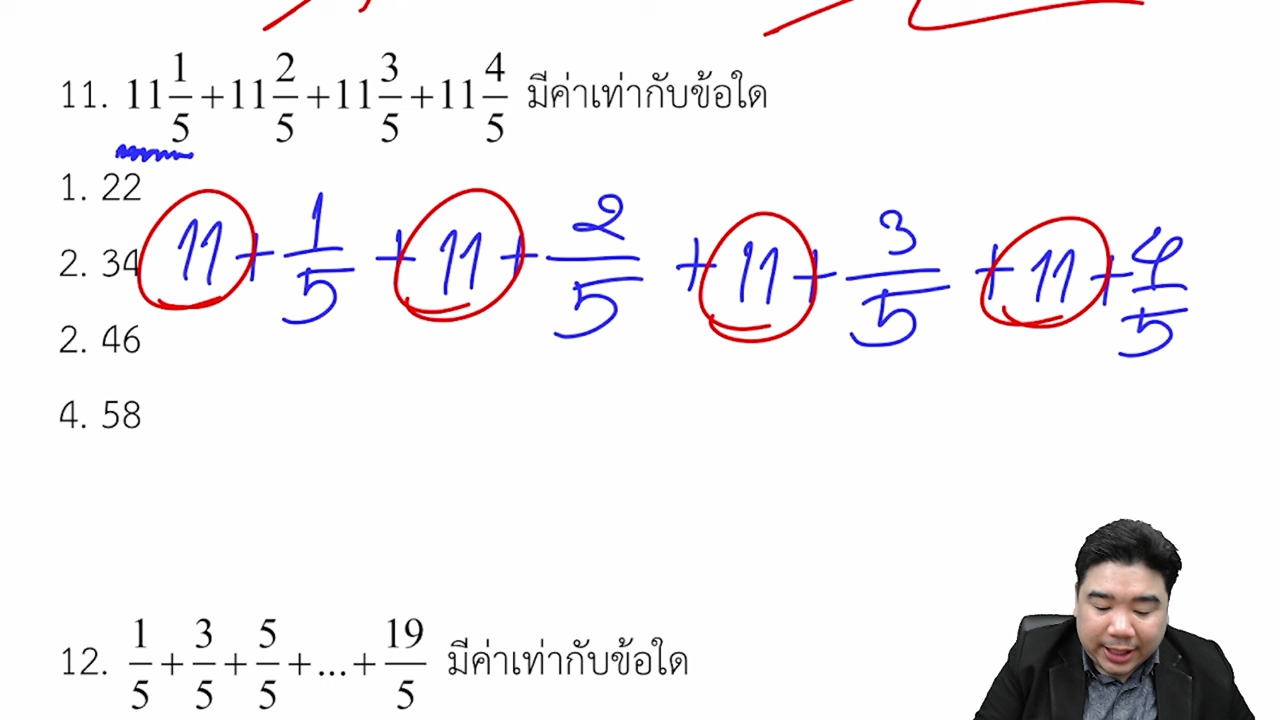 11. 11 1/5 + 11 2/5 + 11 3/5 + 11 4/5 มีค่าเท่ากับข้อใด
1. 22
11 + 1/5 + 11 + 2/5 + 11 + 3/5 + 11 + 4/5
2. 34
2. 46
4. 58
12. 1/5 + 3/5 + 5/5 + ... + 19/5 มีค่าเท่ากับข้อใด